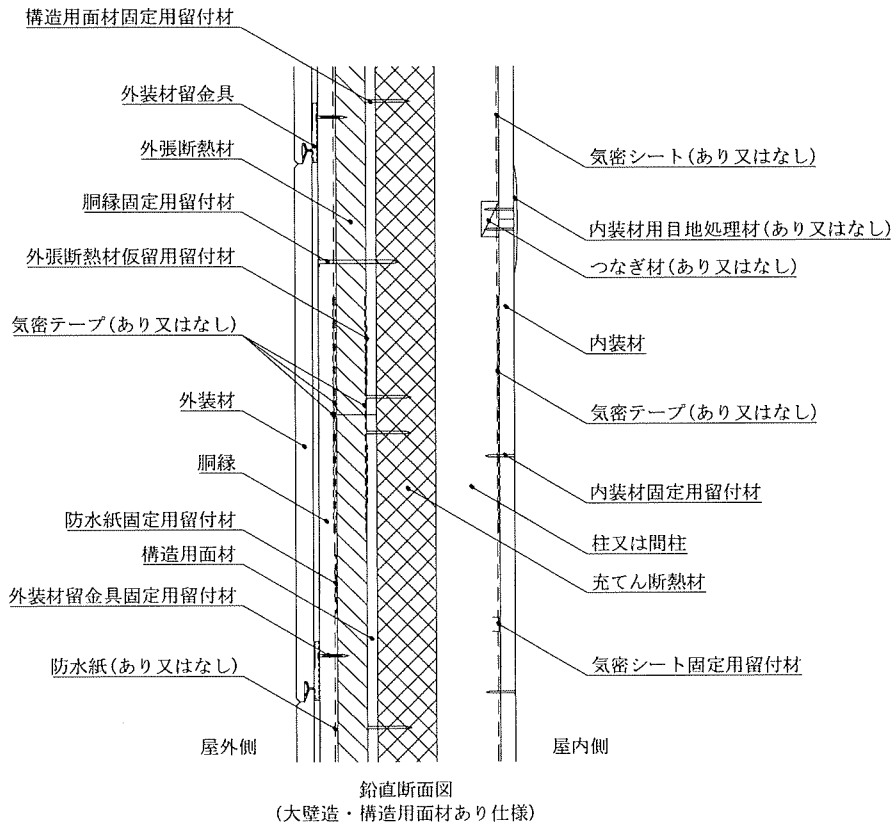 構造用面材固定用留付材
外装材留金具
外張断熱材
胴縁固定用留付材
外張断熱材仮留用留付材
気密テープ(あり又はなし)
外装材
胴縁
防水紙固定用留付材
構造用面材
外装材留金具固定用留付材
防水紙(あり又はなし)
屋外側
気密シート(あり又はなし)
内装材用目地処理材(あり又はなし)
つなぎ材(あり又はなし)
内装材
気密テープ(あり又はなし)
内装材固定用留付材
柱又は間柱
充てん断熱材
気密シート固定用留付材
屋内側
鉛直断面図
(大壁造・構造用面材あり仕様)